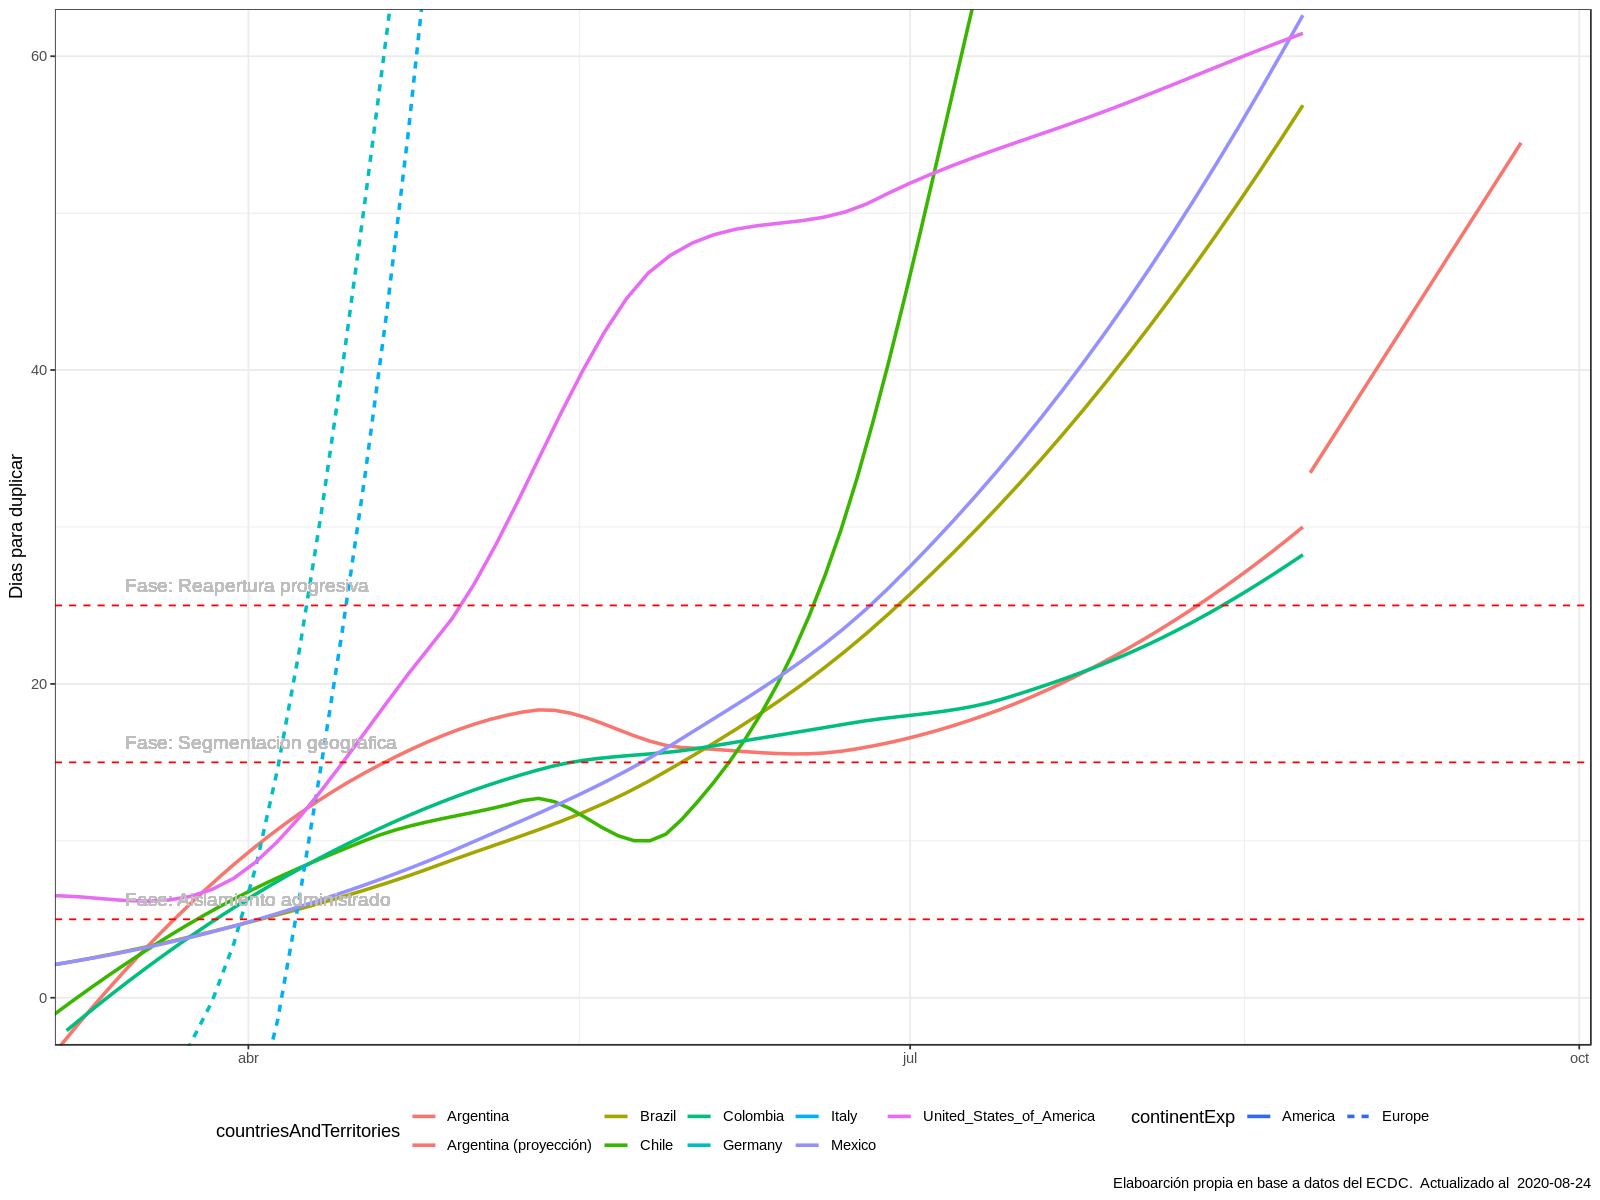 60
40
20
0
Dias para duplicar
Fase: Reapertura progresiva
Fase: Segmentacion geografica
Fase: Aislamiento administrado
abr
jul
oct
countriesAndTerritories
Argentina
Argentina (proyección)
Brazil
Chile
Colombia
Germany
Italy
Mexico
United_States_of_America
continentExp
America
Europe
Elaboarción propia en base a datos del ECDC.  Actualizado al  2020-08-24